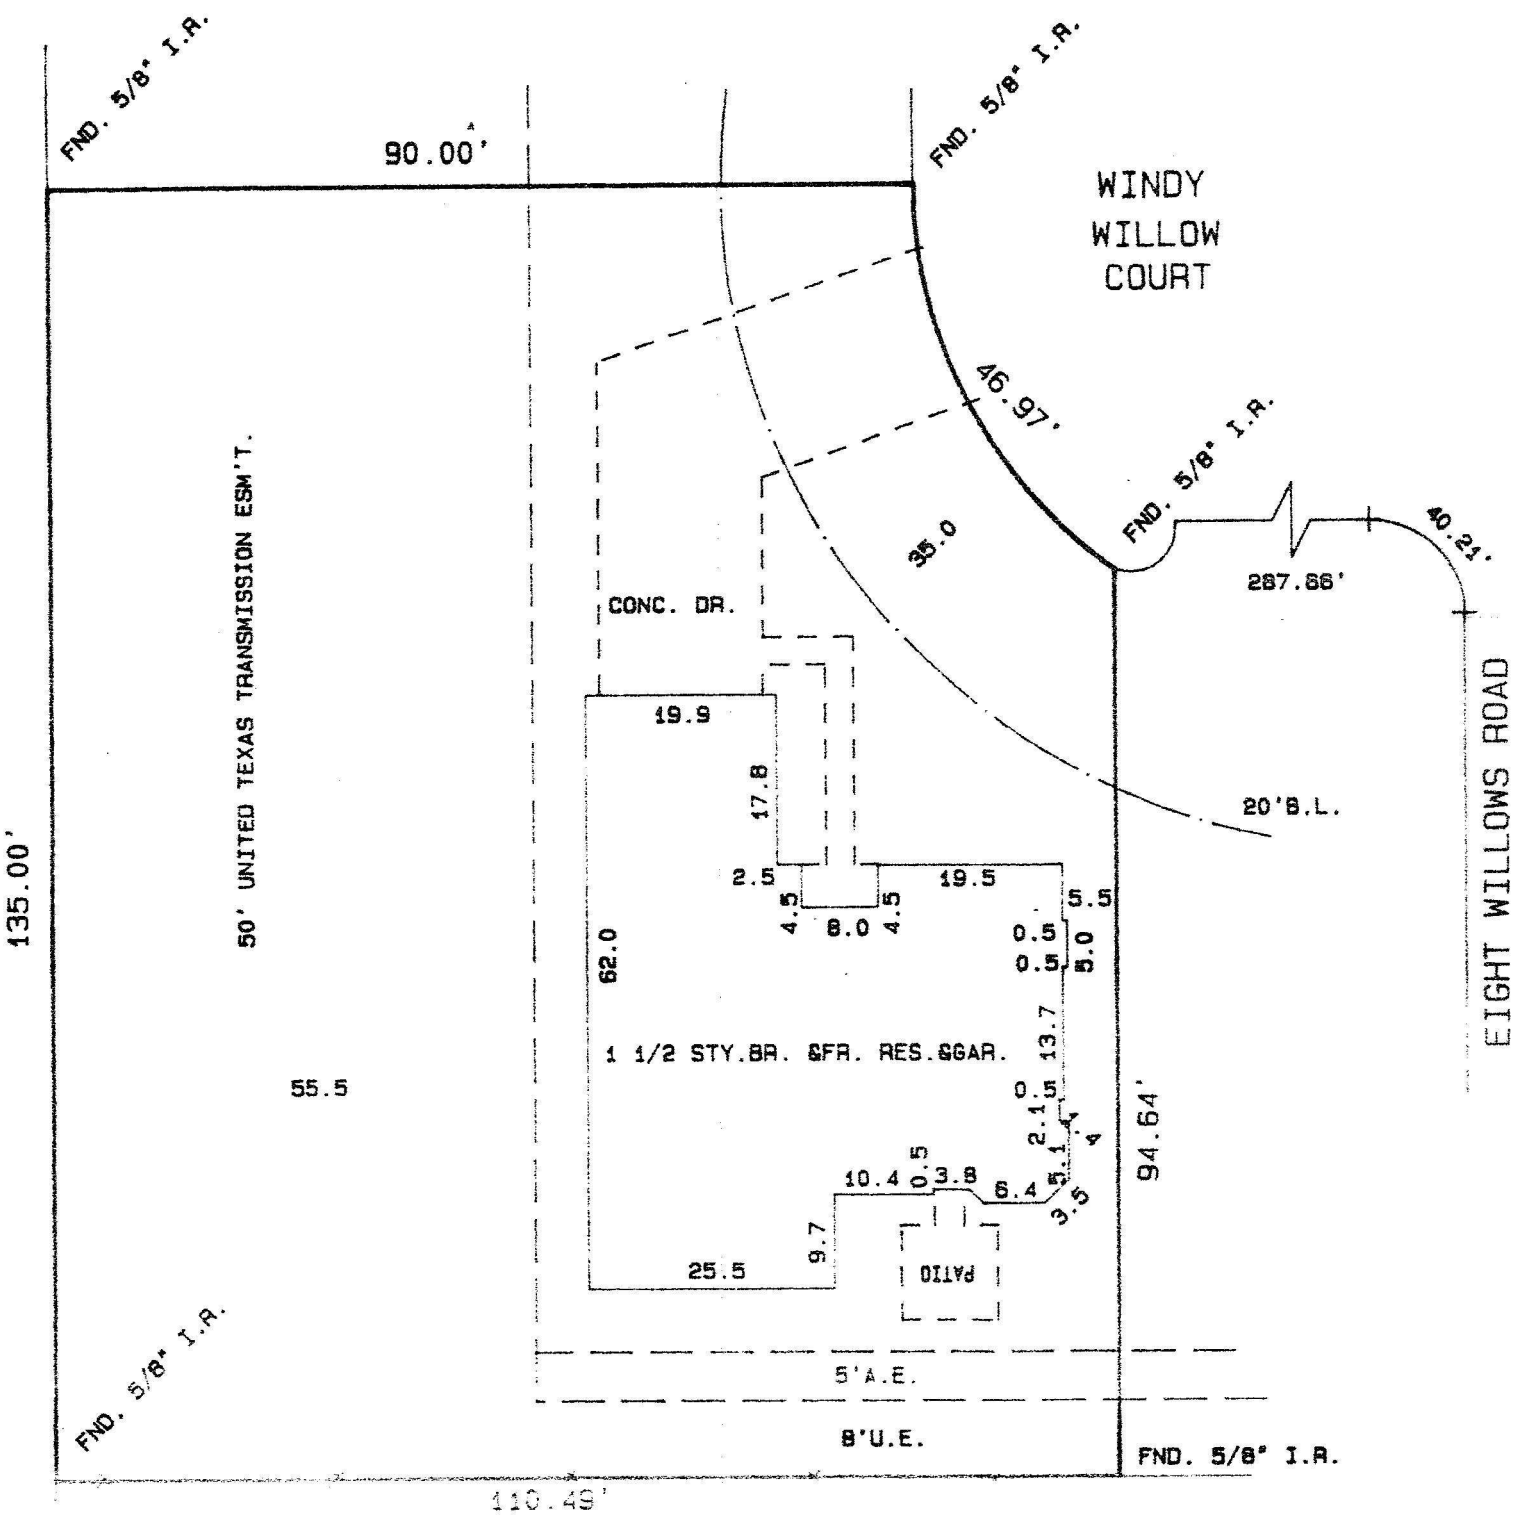 FND. 5/8" I.R.
FND. 5/8" I.R.
90.00'
WINDY
WILLOW
COURT
46.97'
FND. 5/8" I.R.
40.21'
287.86'
35.0
50' UNITED TEXAS TRANSMISSION ESM'T.
CONC. DR.
19.9
17.8
20'B.L.
EIGHT WILLOWS ROAD
135.00'
2.5
4.5
8.0
4.5
19.5
5.5
0.5
0.5
5.0
62.0
13.7
1 1/2 STY.BR. &FR. RES.&GAR.
55.5
0.5
2.1
5.1
94.64'
10.4
0.5
3.8
6.4
3.5
9.7
25.5
PATIO
5'A.E.
8'U.E.
FND. 5/8" I.R.
FND. 5/8" I.R.
110.49'